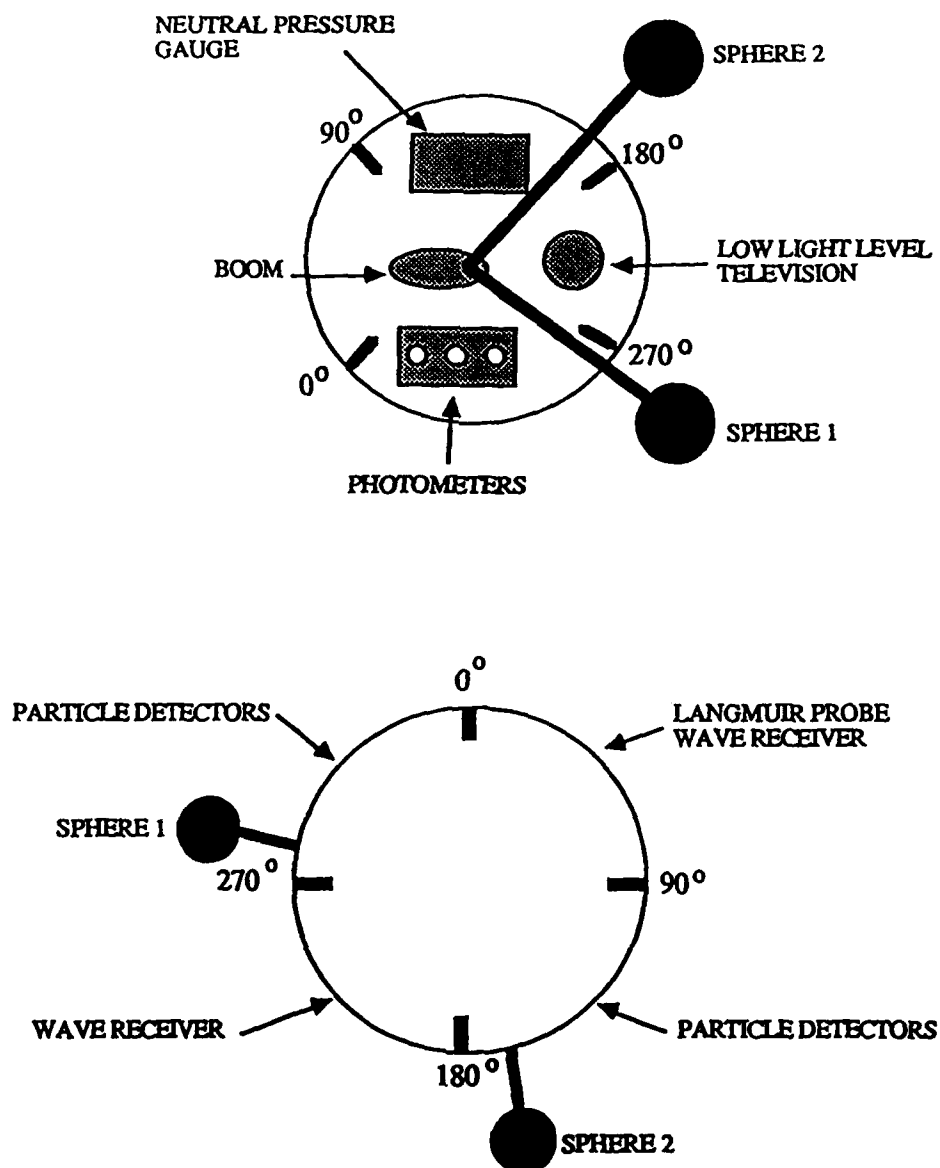 NEUTRAL PRESSURE
GAUGE
SPHERE 2
90°
180°
BOOM
LOW LIGHT LEVEL
TELEVISION
270°
0°
SPHERE 1
PHOTOMETERS
0°
PARTICLE DETECTORS
LANGMUIR PROBE
WAVE RECEIVER
SPHERE 1
270°
90°
WAVE RECEIVER
PARTICLE DETECTORS
180°
SPHERE 2